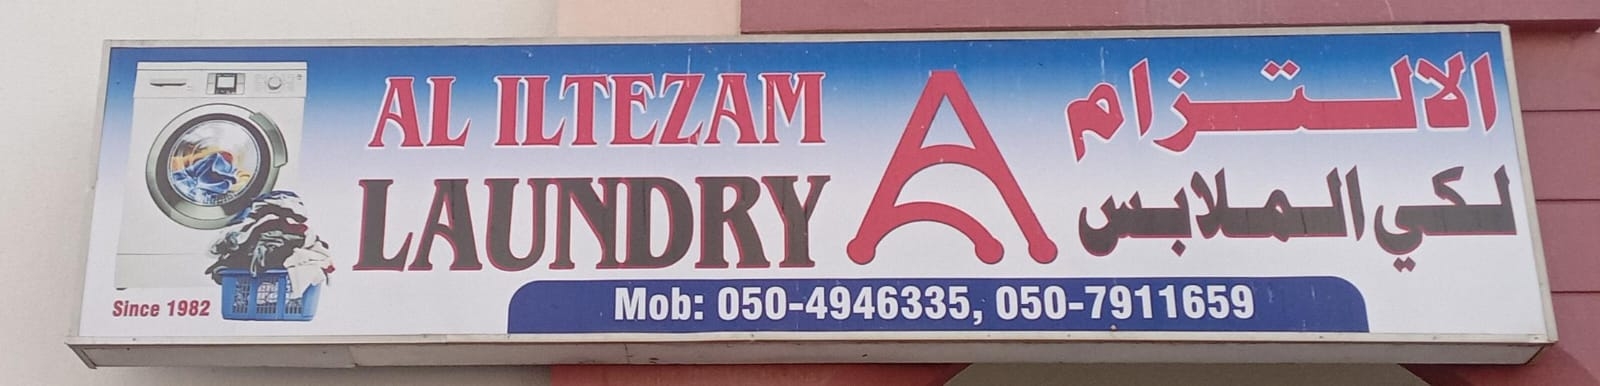 AL ILTEZAM
LAUNDRY
A
الالتزام
لكي الملابس
Since 1982
Mob: 050-4946335, 050-7911659